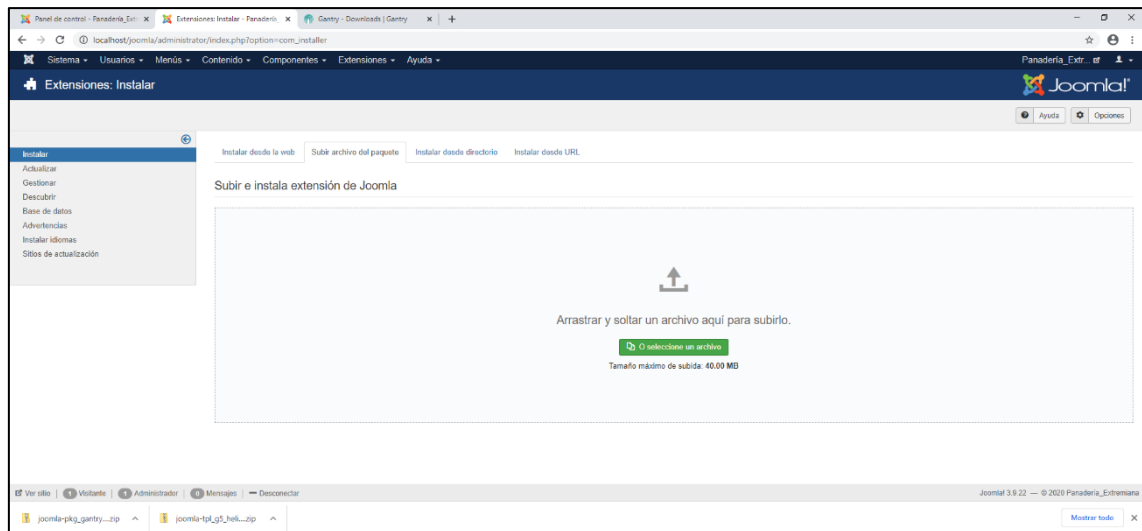 Panel de control - Panadería_Extr
Extensiones: Instalar - Panadería_
Gantry - Downloads | Gantry
localhost/joomla/administrator/index.php?option=com_installer
Sistema Usuarios Menús Contenido Componentes Extensiones Ayuda
Panadería_Extr...
Extensiones: Instalar
Joomla!®
Ayuda
Opciones
Instalar
Actualizar
Gestionar
Descubrir
Base de datos
Advertencias
Instalar idiomas
Sitios de actualización
Instalar desde la web
Subir archivo del paquete
Instalar desde directorio
Instalar desde URL
Subir e instala extensión de Joomla
Arrastrar y soltar un archivo aquí para subirlo.
O seleccione un archivo
Tamaño máximo de subida: 40.00 MB
Ver sitio | 1 Visitante | 1 Administrador | 0 Mensajes | Desconectar
Joomla! 3.9.22 — © 2020 Panadería_Extremiana
joomla-pkg_gantry....zip
joomla-tpl_g5_heli....zip
Mostrar todo